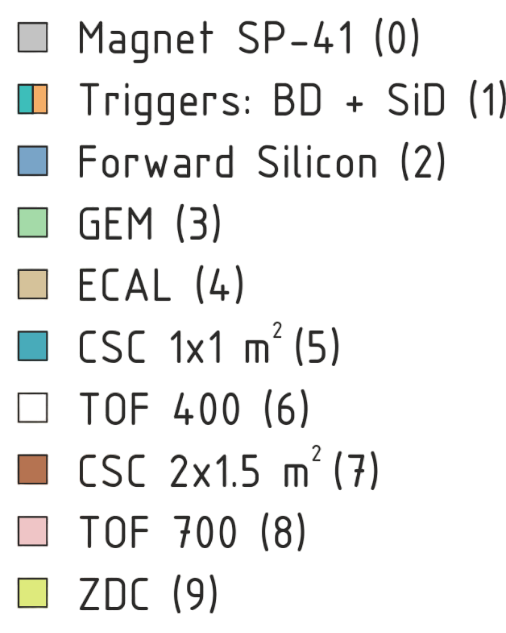 Magnet SP-41 (0)
Triggers: BD + SiD (1)
Forward Silicon (2)
GEM (3)
ECAL (4)
CSC 1x1 m² (5)
TOF 400 (6)
CSC 2x1.5 m² (7)
TOF 700 (8)
ZDC (9)